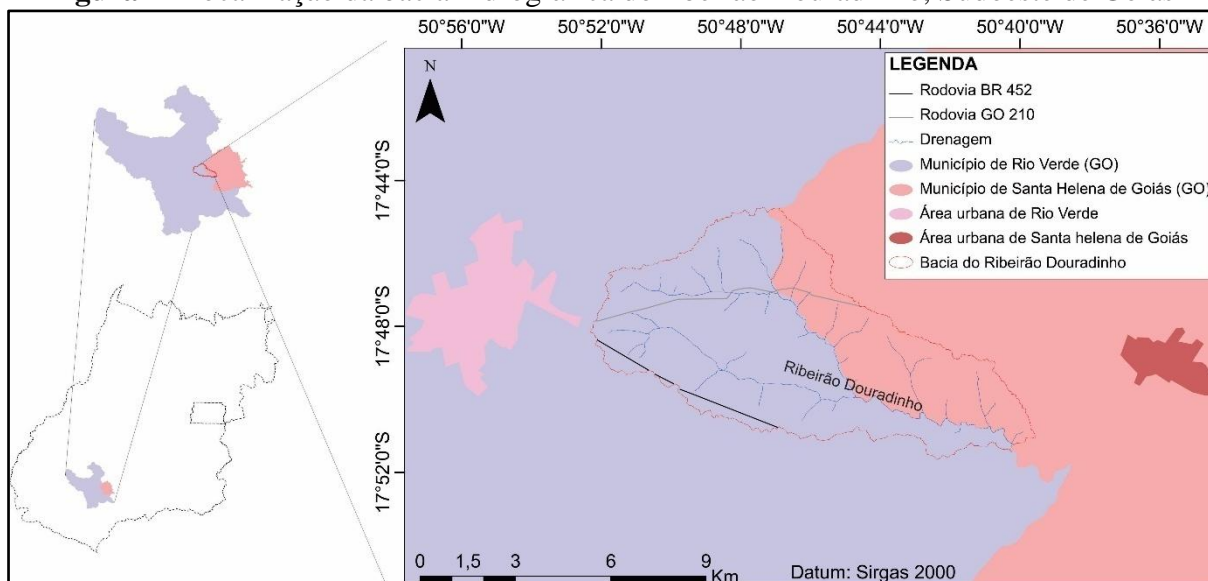 50°56'0"W 50°52'0"W 50°48'0"W 50°44'0"W 50°40'0"W 50°36'0"W
N
LEGENDA
Rodovia BR 452
Rodovia GO 210
Drenagem
Município de Rio Verde (GO)
Município de Santa Helena de Goiás (GO)
Área urbana de Rio Verde
Área urbana de Santa helena de Goiás
Bacia do Ribeirão Douradinho
17°44'0"S
17°48'0"S
17°52'0"S
Ribeirão Douradinho
0 1,5 3 6 9
Km
Datum: Sirgas 2000